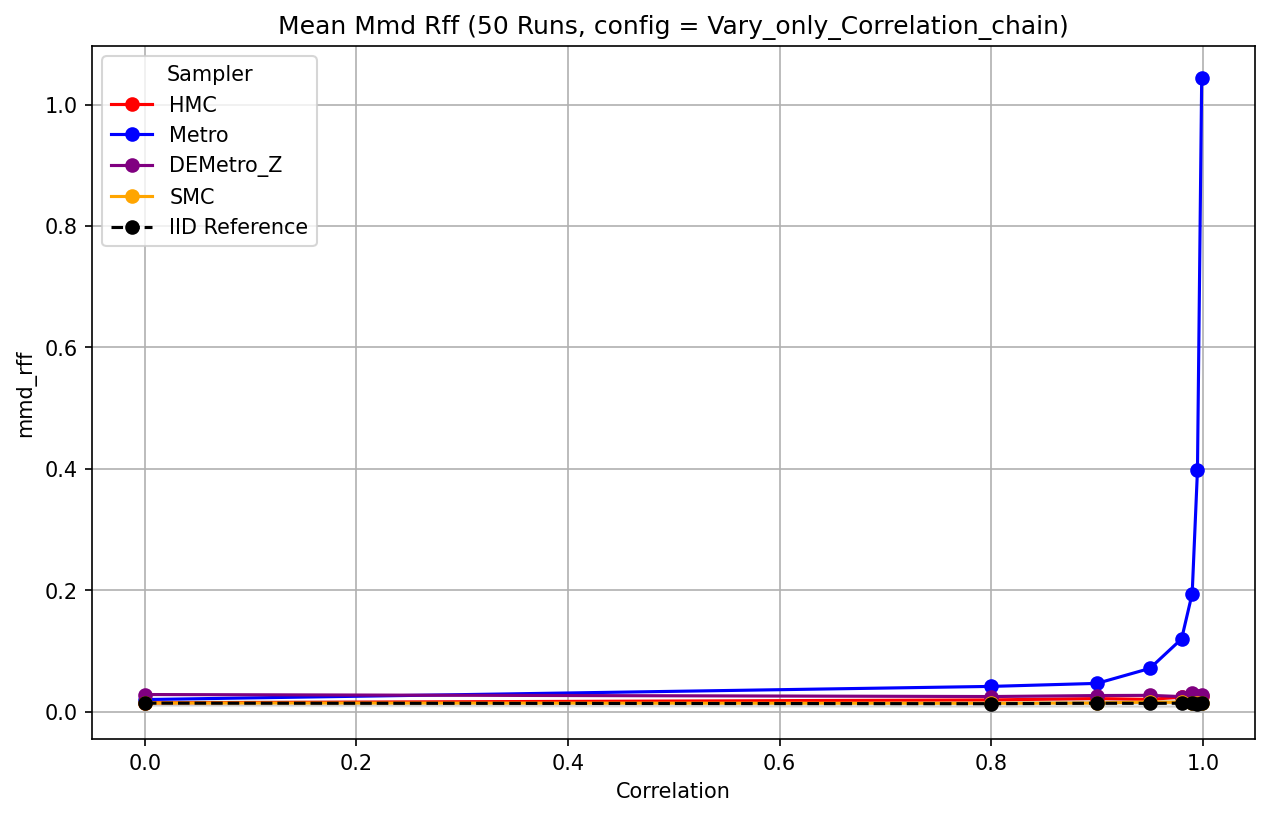 Mean Mmd Rff (50 Runs, config = Vary_only_Correlation_chain)
Sampler
HMC
Metro
DEMetro_Z
SMC
IID Reference
mmd_rff
1.0
0.8
0.6
0.4
0.2
0.0
0.0 0.2 0.4 0.6 0.8 1.0
Correlation